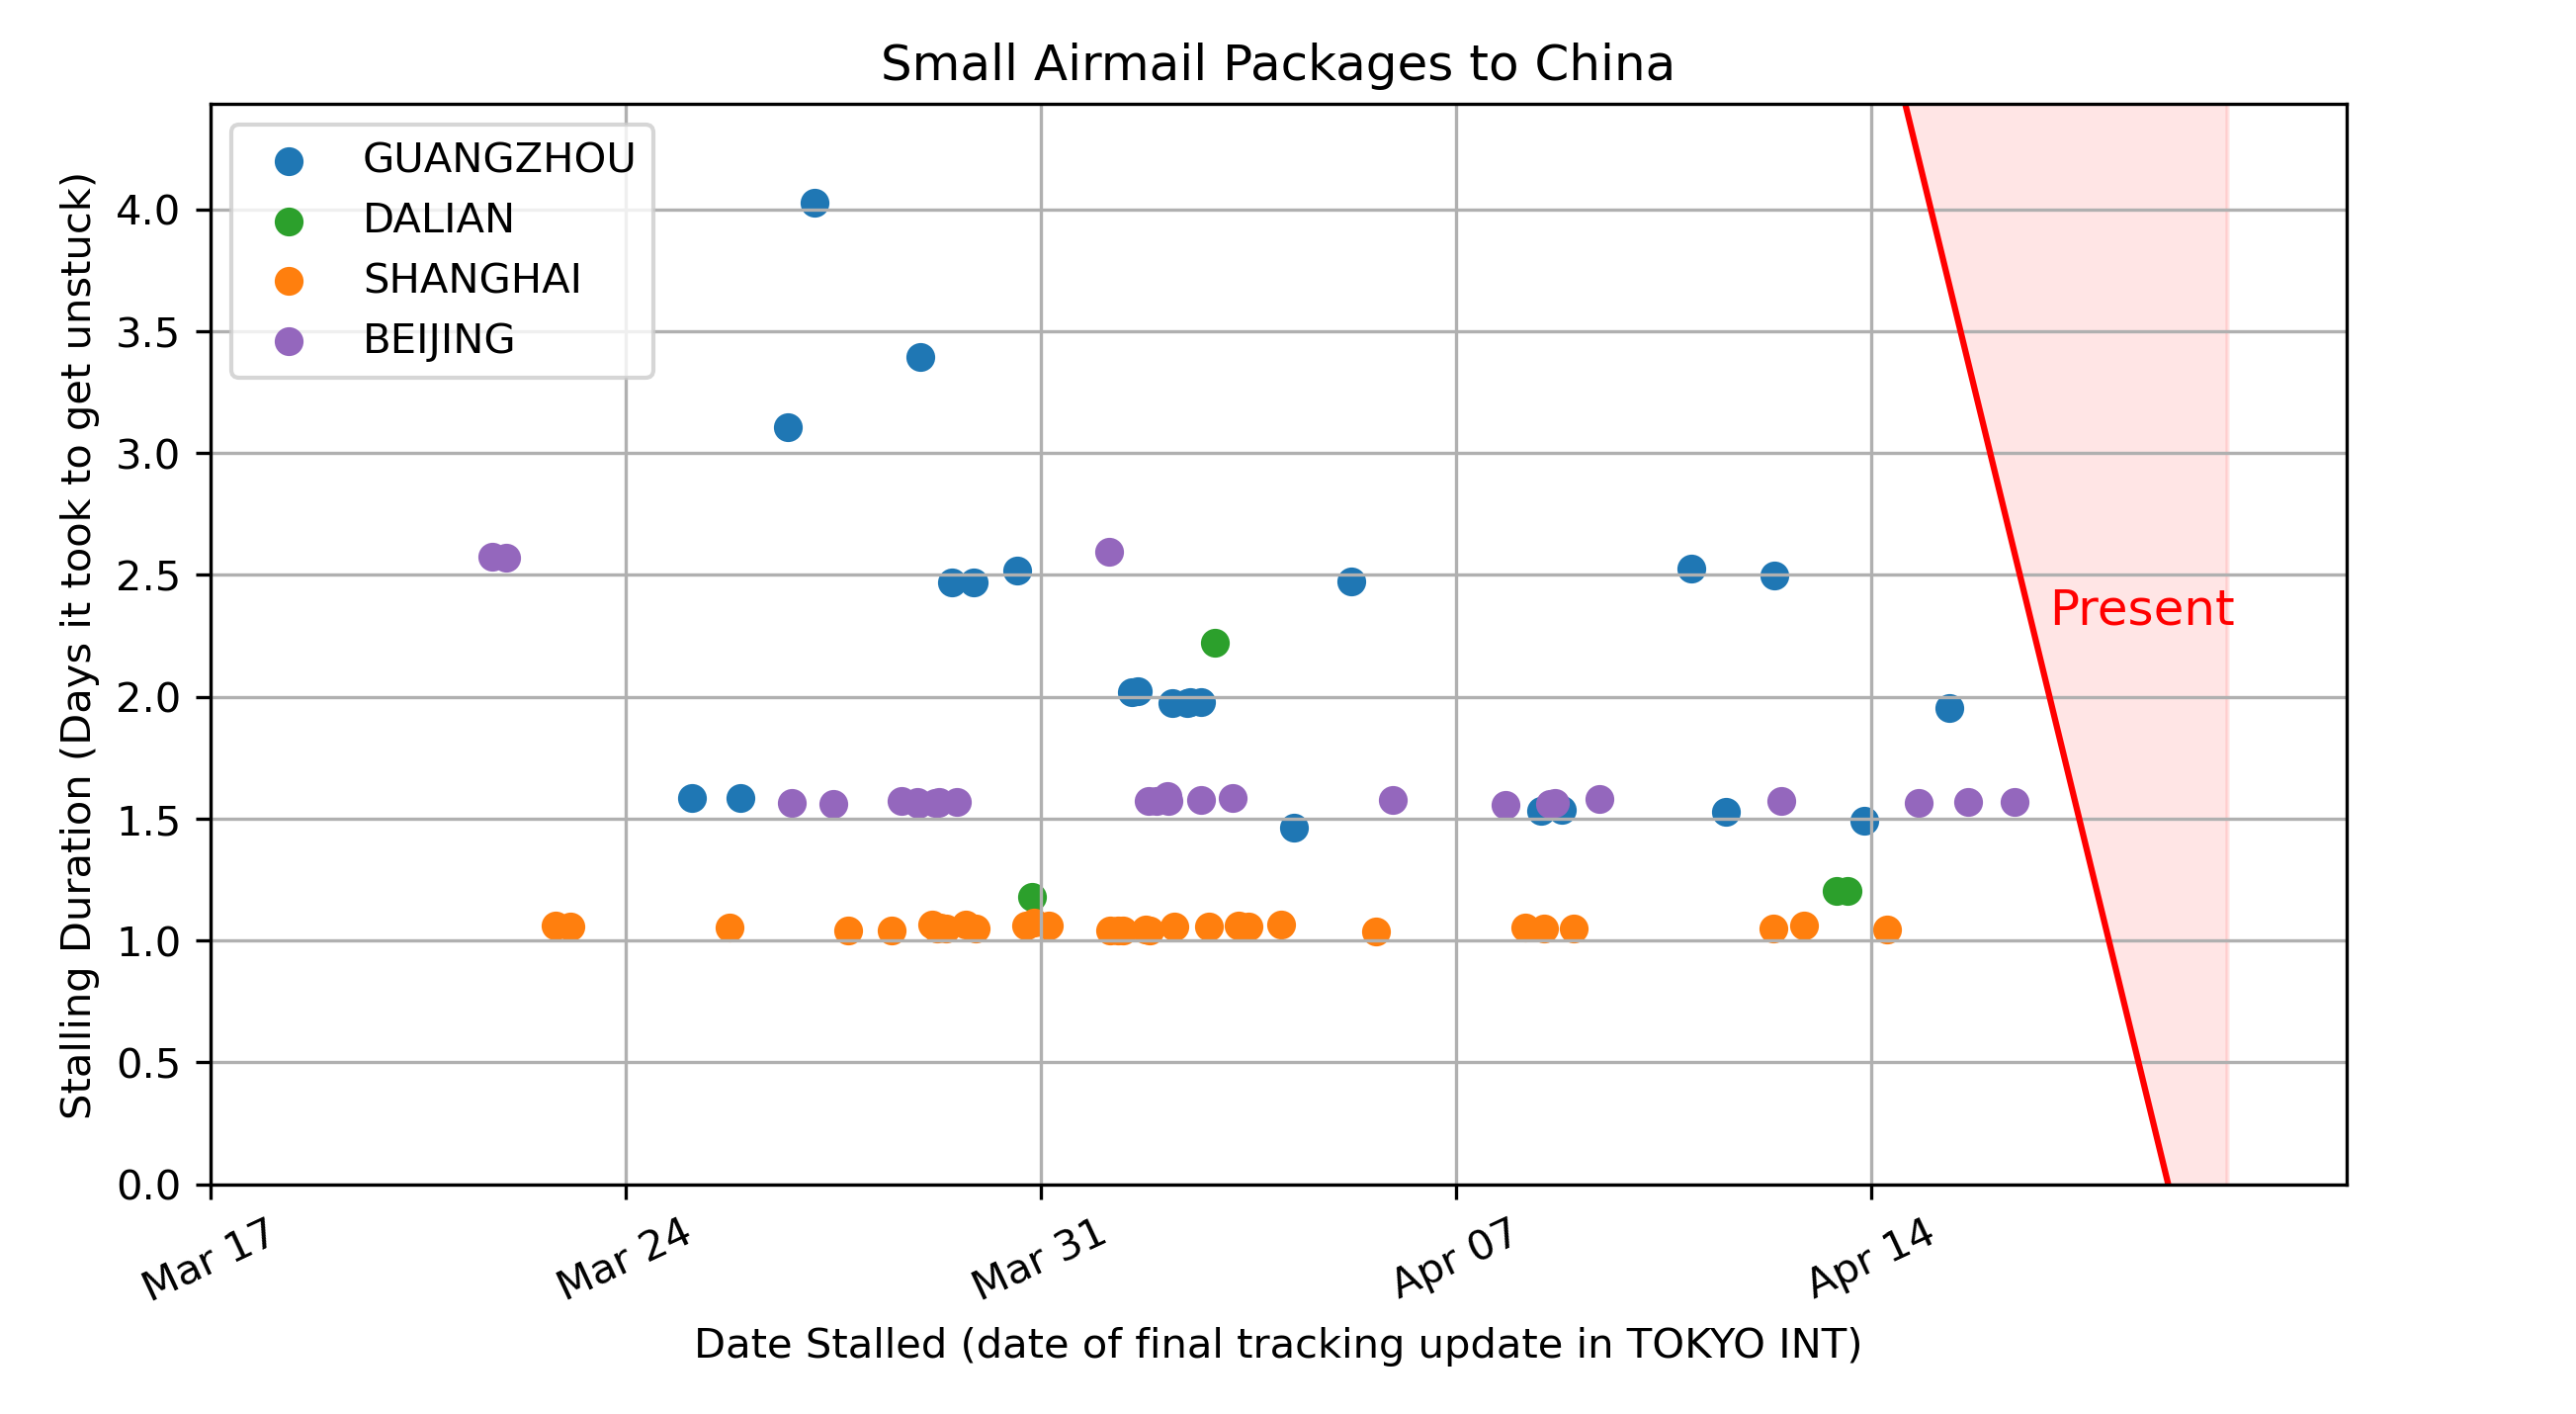 Small Airmail Packages to China
GUANGZHOU
DALIAN
SHANGHAI
BEIJING
Stalling Duration (Days it took to get unstuck)
4.0
3.5
3.0
2.5
2.0
1.5
1.0
0.5
0.0
Present
Mar 17
Mar 24
Mar 31
Apr 07
Apr 14
Date Stalled (date of final tracking update in TOKYO INT)